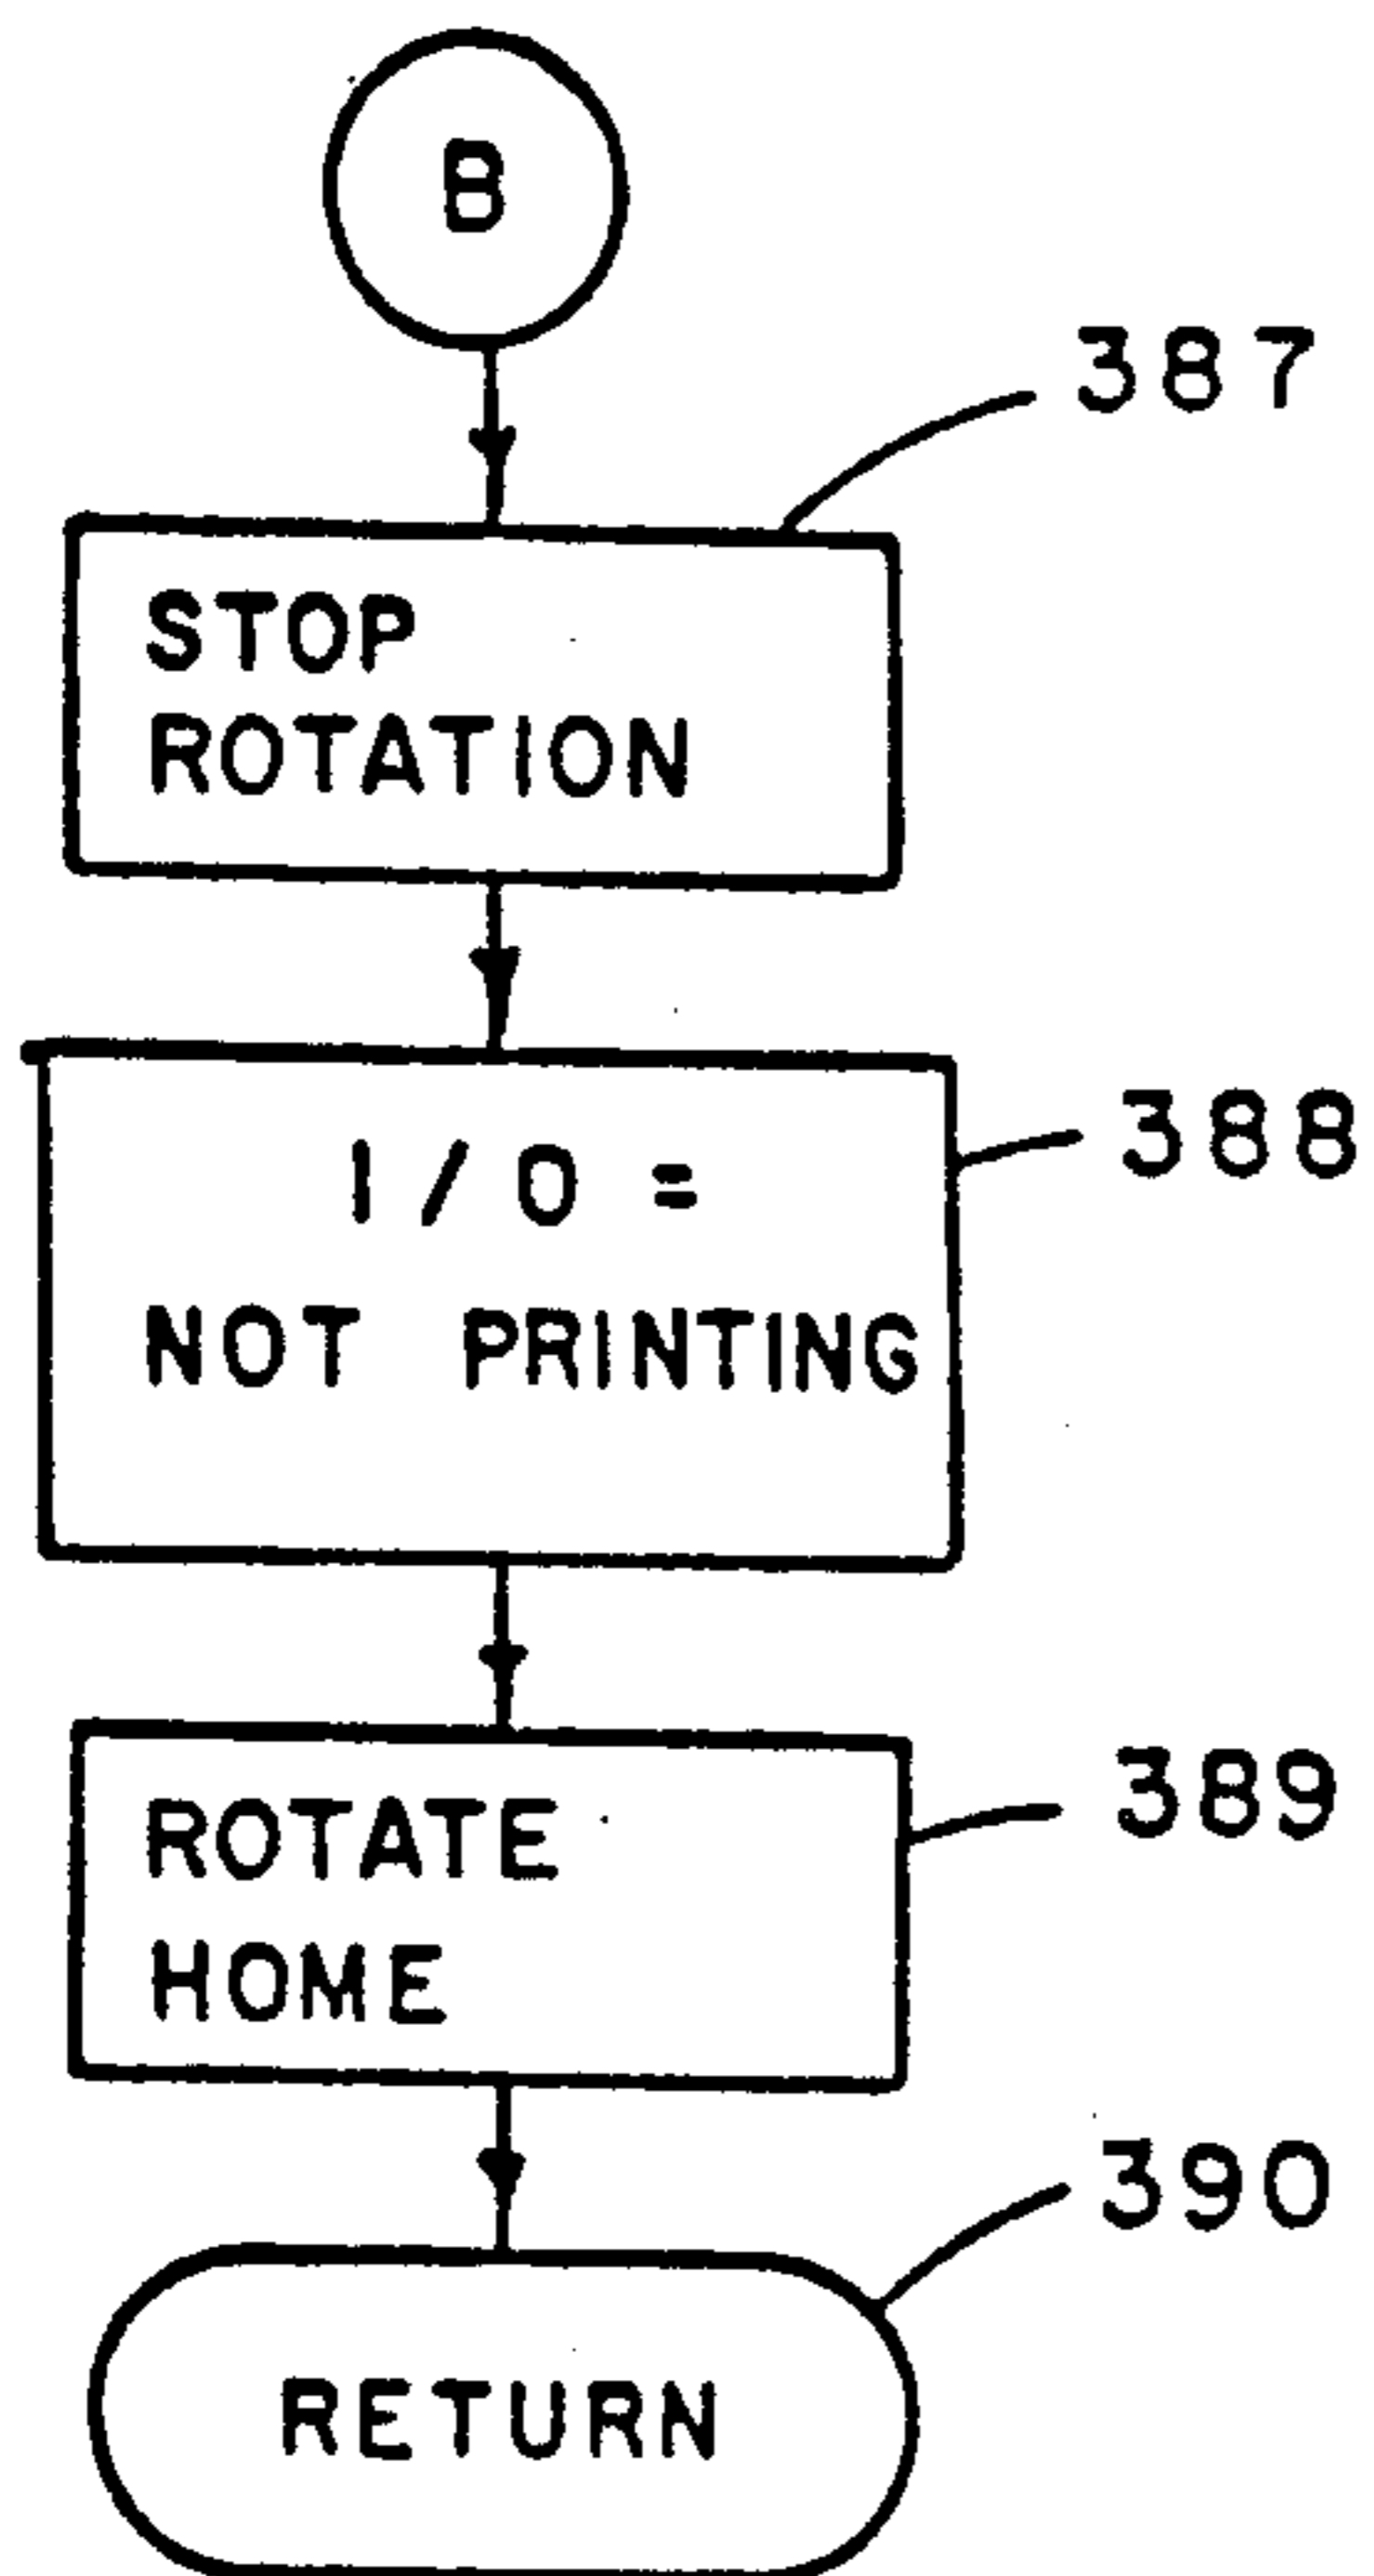 B
387
STOP
ROTATION
I/O =
388
NOT PRINTING
ROTATE
389
HOME
390
RETURN